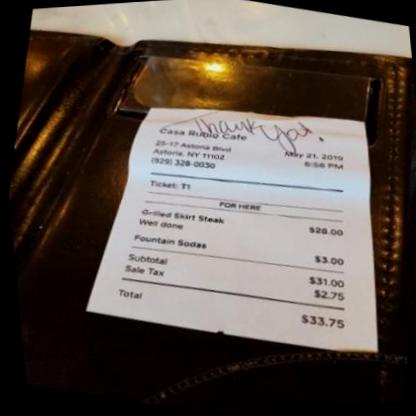 Thank You!
Casa Rubio Cafe
25-17 Astoria Blvd
Astoria, NY 11102
(929) 328-0030
May 21, 2019
6:56 PM
Ticket: T1
FOR HERE
Grilled Skirt Steak $28.00
Well done
Fountain Sodas $3.00
Subtotal $31.00
Sale Tax $2.75
Total $33.75